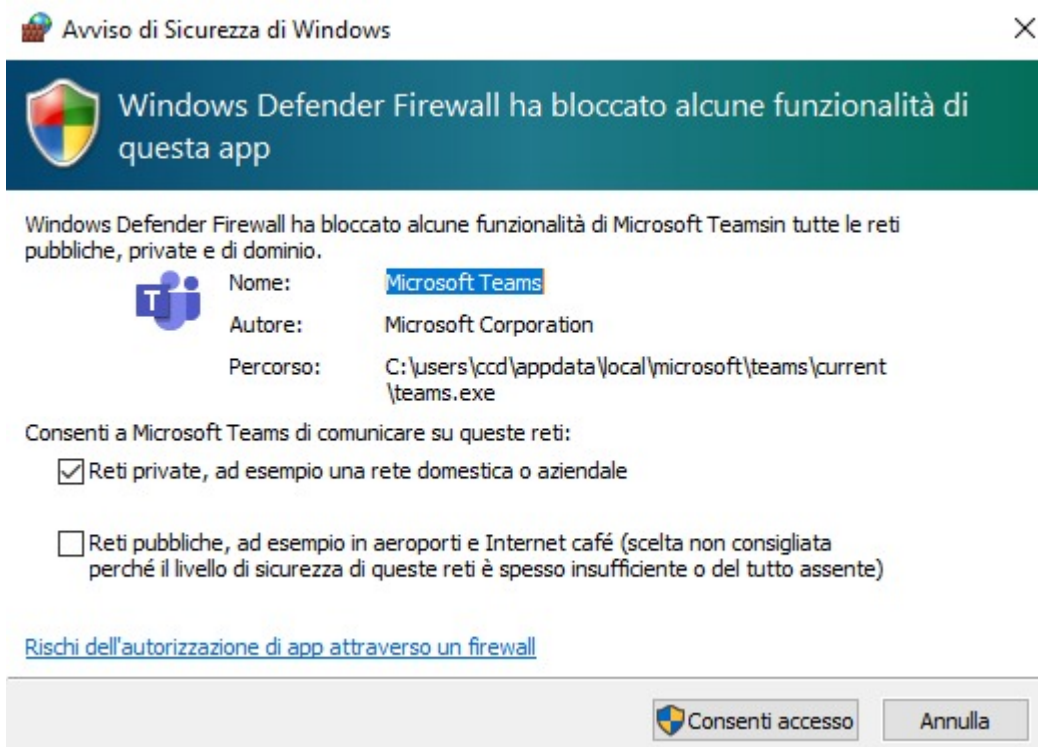 Avviso di Sicurezza di Windows
Windows Defender Firewall ha bloccato alcune funzionalità di
questa app
Windows Defender Firewall ha bloccato alcune funzionalità di Microsoft Teamsin tutte le reti
pubbliche, private e di dominio.
T
Nome: Microsoft Teams
Autore: Microsoft Corporation
Percorso: C:\users\ccd\appdata\local\microsoft\teams\current
\teams.exe
Consenti a Microsoft Teams di comunicare su queste reti:
Reti private, ad esempio una rete domestica o aziendale
Reti pubbliche, ad esempio in aeroporti e Internet café (scelta non consigliata
perché il livello di sicurezza di queste reti è spesso insufficiente o del tutto assente)
Rischi dell'autorizzazione di app attraverso un firewall
Consenti accesso Annulla